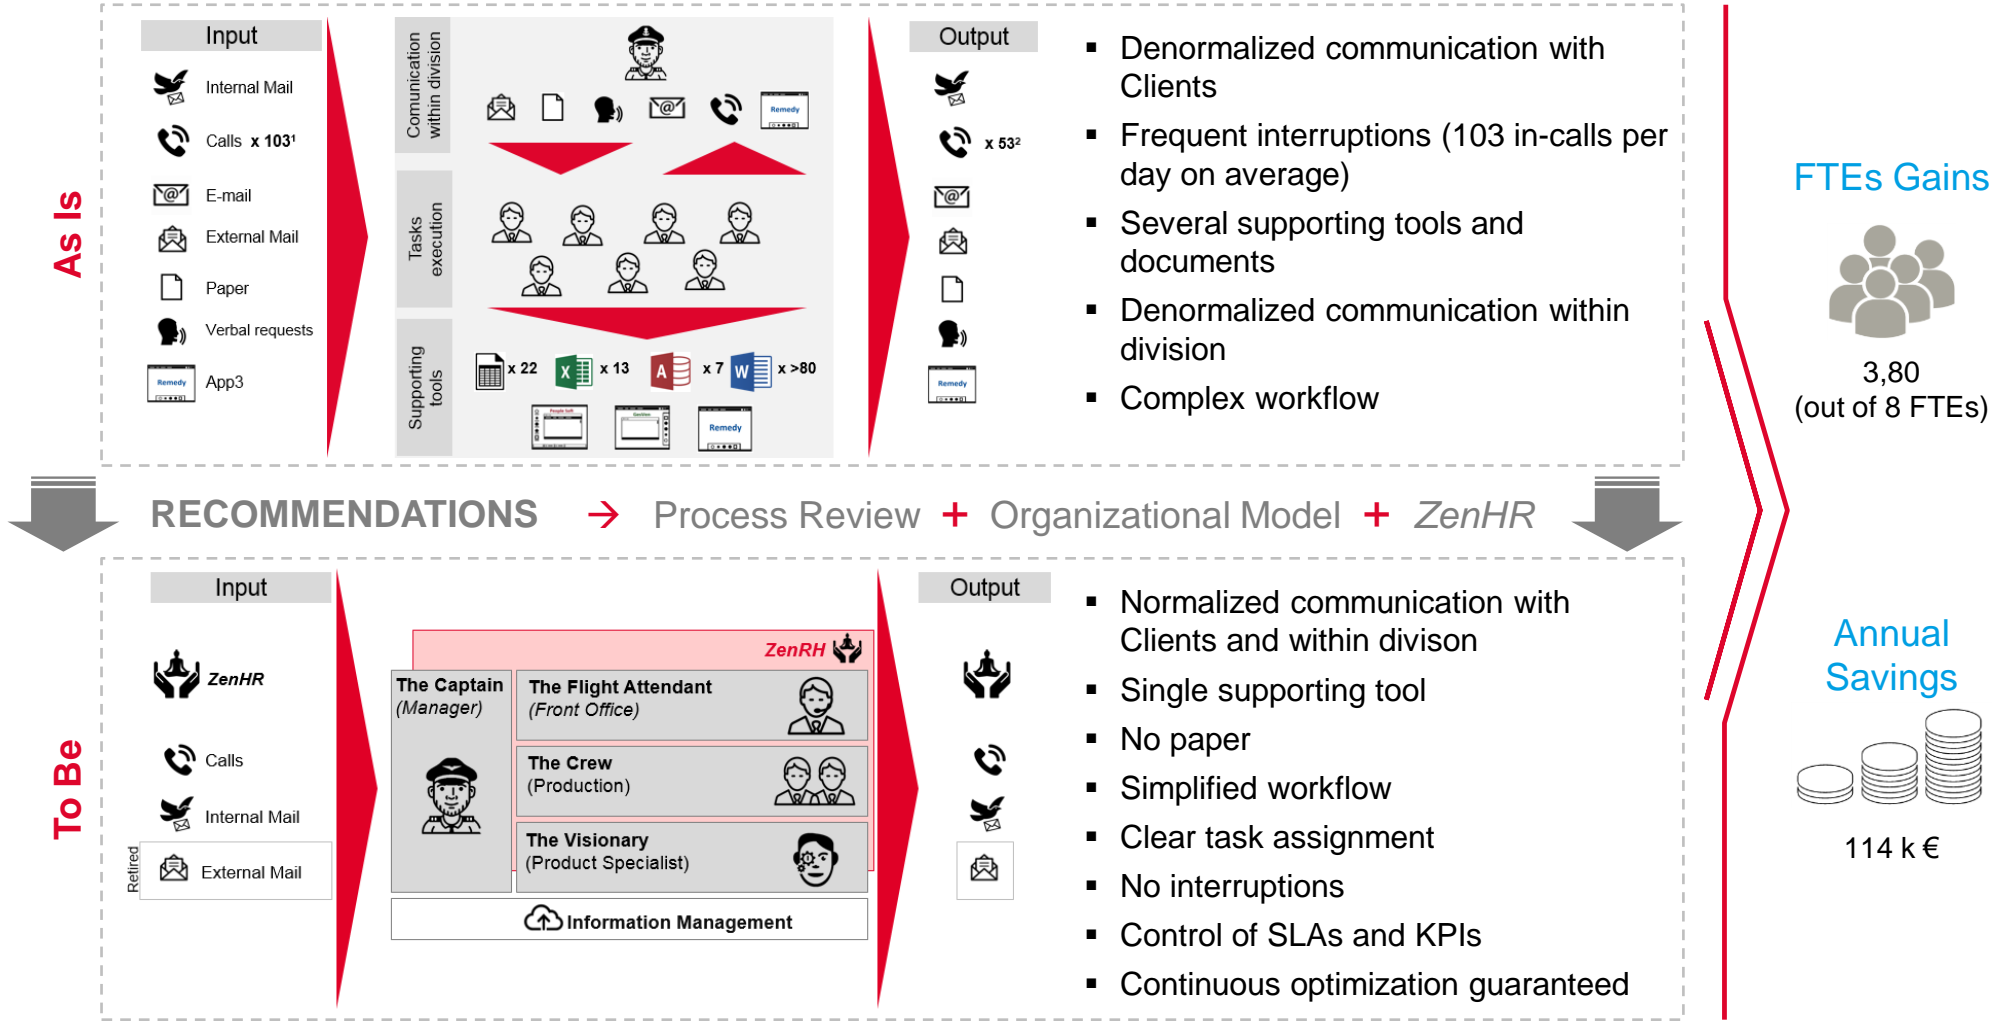 As Is
Input
Internal Mail
Calls x 103¹
E-mail
External Mail
Paper
Verbal requests
Remedy
App3
Comunication
within division
Remedy
Tasks
execution
Supporting
tools
x 22
x 13
x 7
x >80
People Soft
Remedy
Output
x 53²
Remedy
▪ Denormalized communication with
Clients
▪ Frequent interruptions (103 in-calls per
day on average)
▪ Several supporting tools and
documents
▪ Denormalized communication within
division
▪ Complex workflow
FTEs Gains
3,80
(out of 8 FTEs)
RECOMMENDATIONS → Process Review + Organizational Model + ZenHR
To Be
Input
ZenHR
Calls
Internal Mail
Retired
External Mail
ZenRH
The Captain
(Manager)
The Flight Attendant
(Front Office)
The Crew
(Production)
The Visionary
(Product Specialist)
Information Management
Output
▪ Normalized communication with
Clients and within divison
▪ Single supporting tool
▪ No paper
▪ Simplified workflow
▪ Clear task assignment
▪ No interruptions
▪ Control of SLAs and KPIs
▪ Continuous optimization guaranteed
Annual
Savings
114 k €